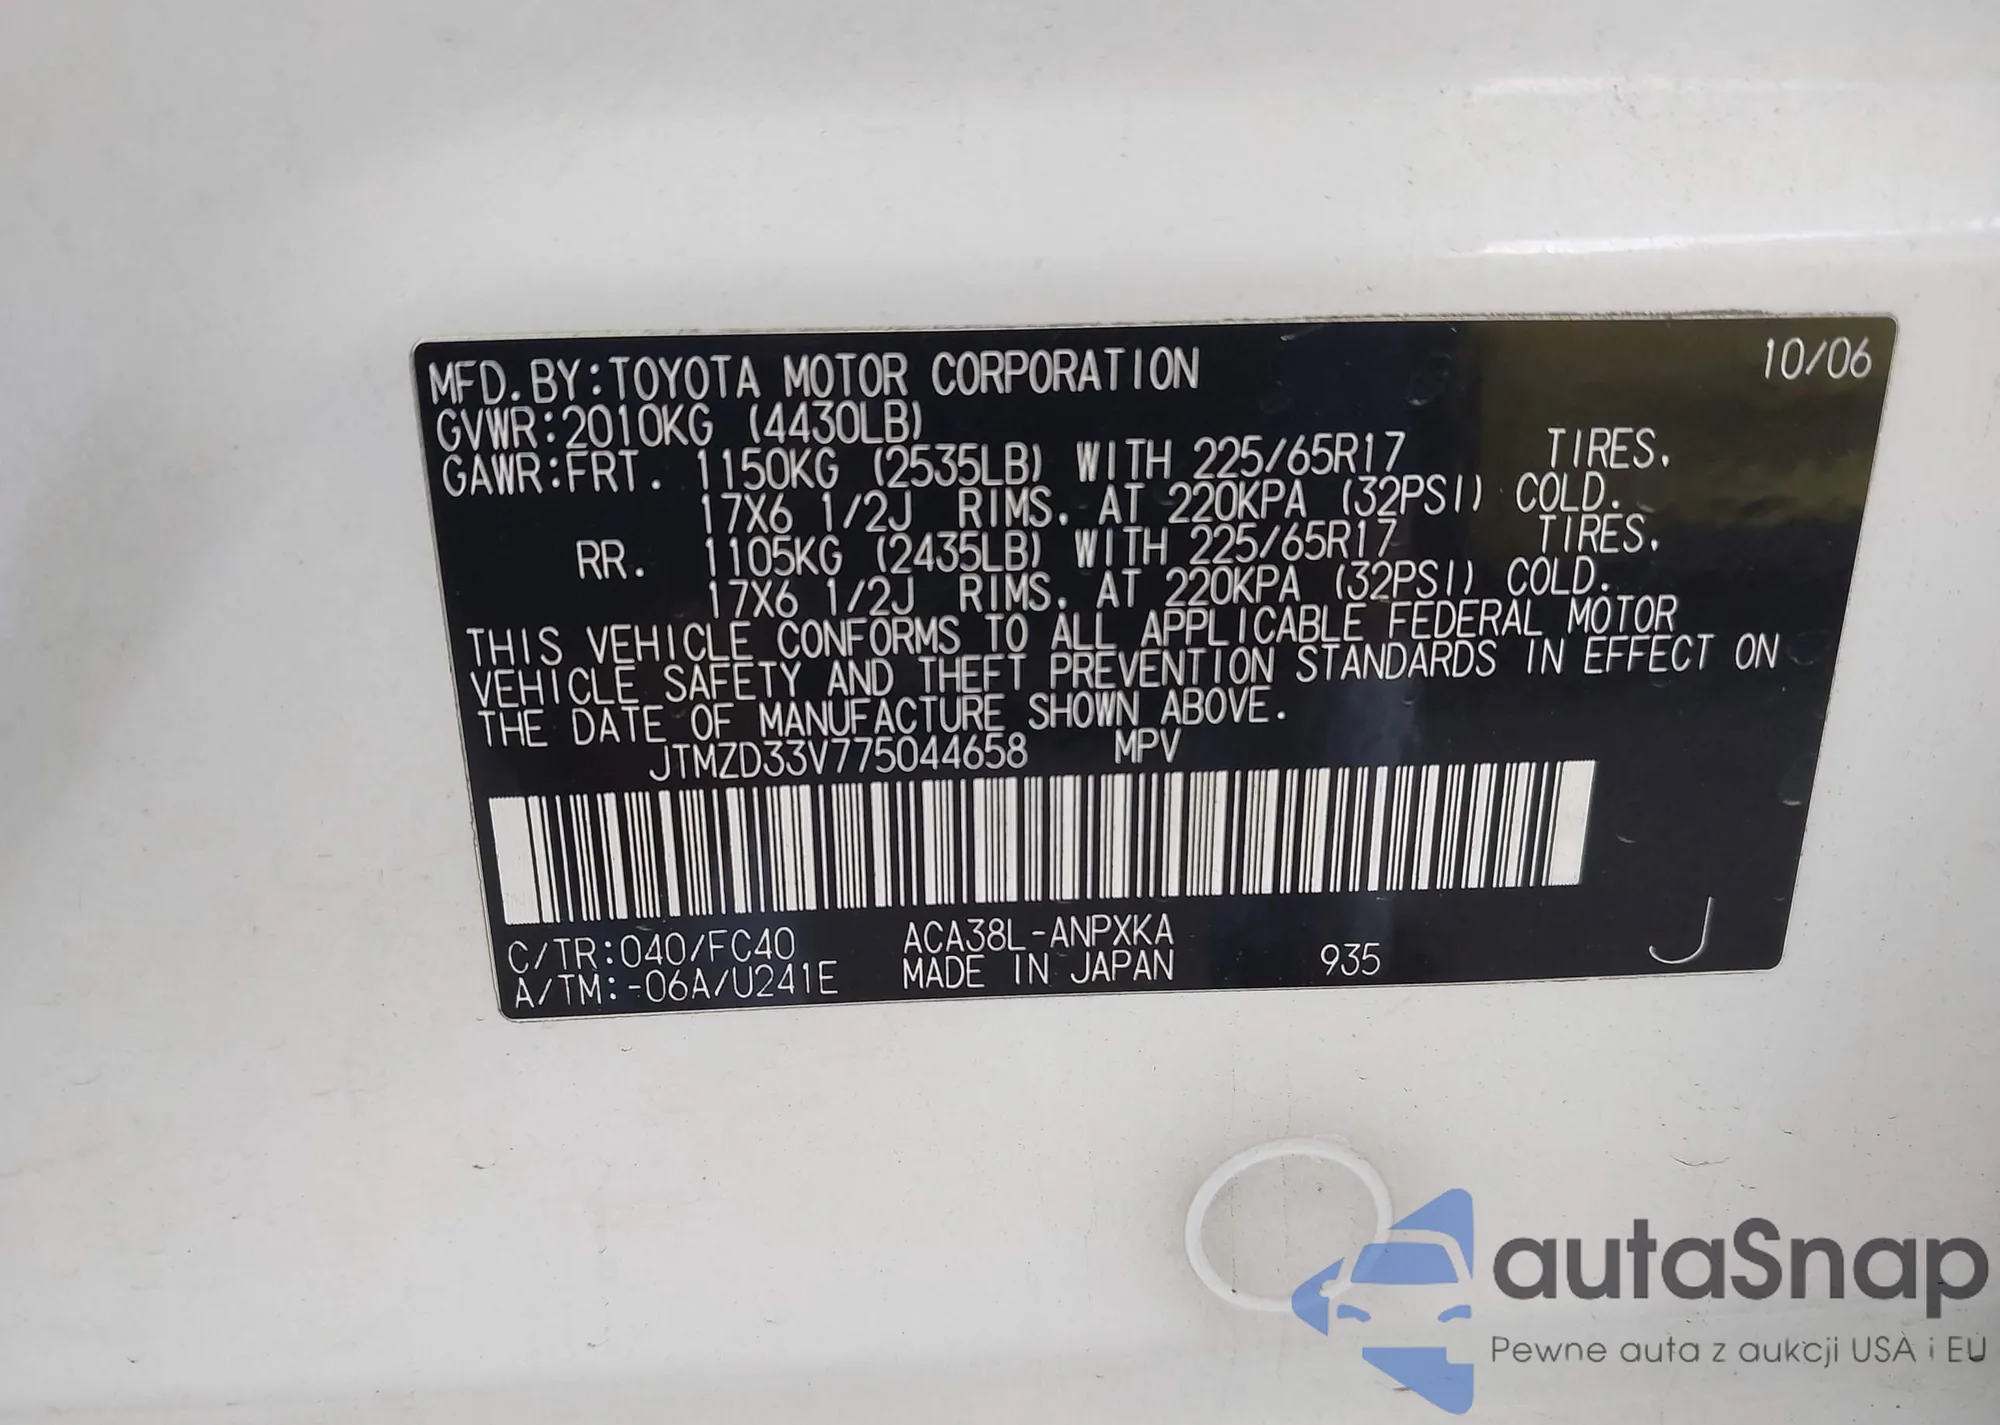 MFD. BY: TOYOTA MOTOR CORPORATION 10/06
GVWR: 2010KG (4430LB)
GAWR: FRT. 1150KG (2535LB) WITH 225/65R17 TIRES.
17X6 1/2J RIMS. AT 220KPA (32PSI) COLD.
RR. 1105KG (2435LB) WITH 225/65R17 TIRES.
17X6 1/2J RIMS. AT 220KPA (32PSI) COLD.
THIS VEHICLE CONFORMS TO ALL APPLICABLE FEDERAL MOTOR
VEHICLE SAFETY AND THEFT PREVENTION STANDARDS IN EFFECT ON
THE DATE OF MANUFACTURE SHOWN ABOVE.
JTMZD33V775044658 MPV
C/TR: 040/FC40 ACA38L-ANPXKA 935 J
A/TM: -06A/U241E MADE IN JAPAN
autaSnap
Pewne auta z aukcji USA i EU